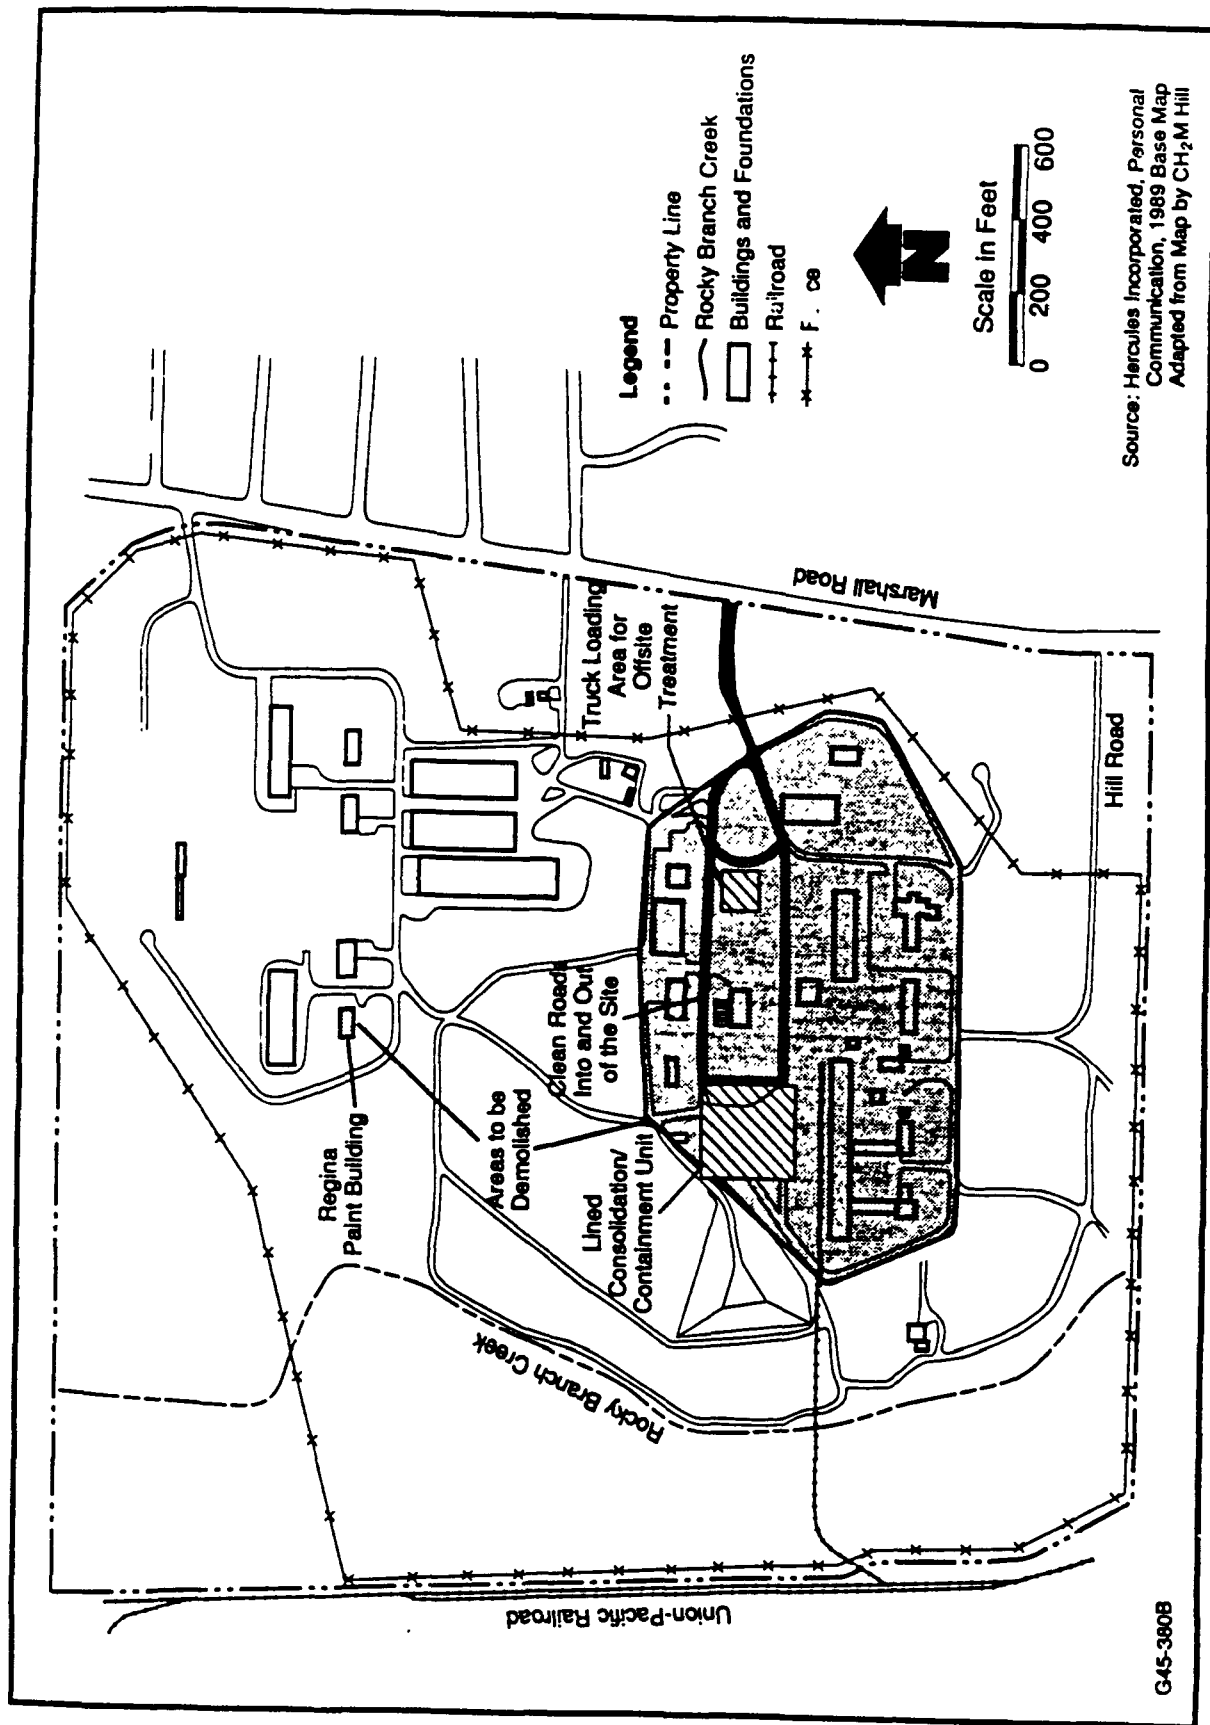 Regina
Paint Building
Areas to be
Demolished
Lined
Consolidation/
Containment Unit
Clean Roads
Into and Out
of the Site
Truck Loading
Area for
Offsite
Treatment
Rocky Branch Creek
Union-Pacific Railroad
Marshall Road
Hill Road
Legend
Property Line
Rocky Branch Creek
Buildings and Foundations
Railroad
N
Scale in Feet
0 200 400 600
Source: Hercules Incorporated, Personal
Communication, 1989 Base Map
Adapted from Map by CH2M Hill
G45-380B